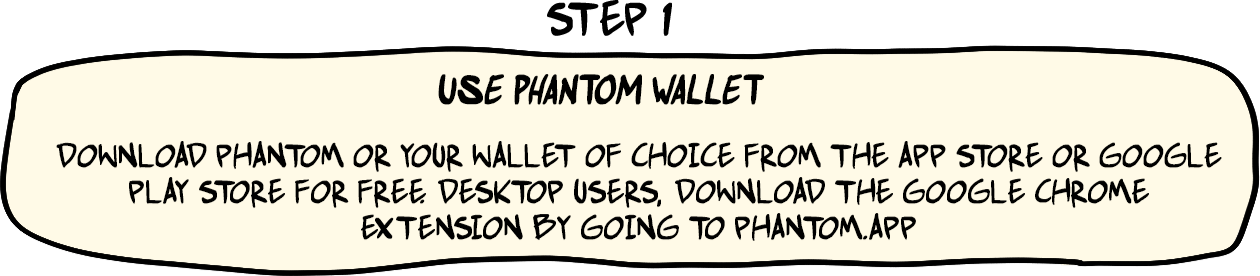 STEP 1
USE PHANTOM WALLET
DOWNLOAD PHANTOM OR YOUR WALLET OF CHOICE FROM THE APP STORE OR GOOGLE
PLAY STORE FOR FREE. DESKTOP USERS, DOWNLOAD THE GOOGLE CHROME
EXTENSION BY GOING TO PHANTOM.APP